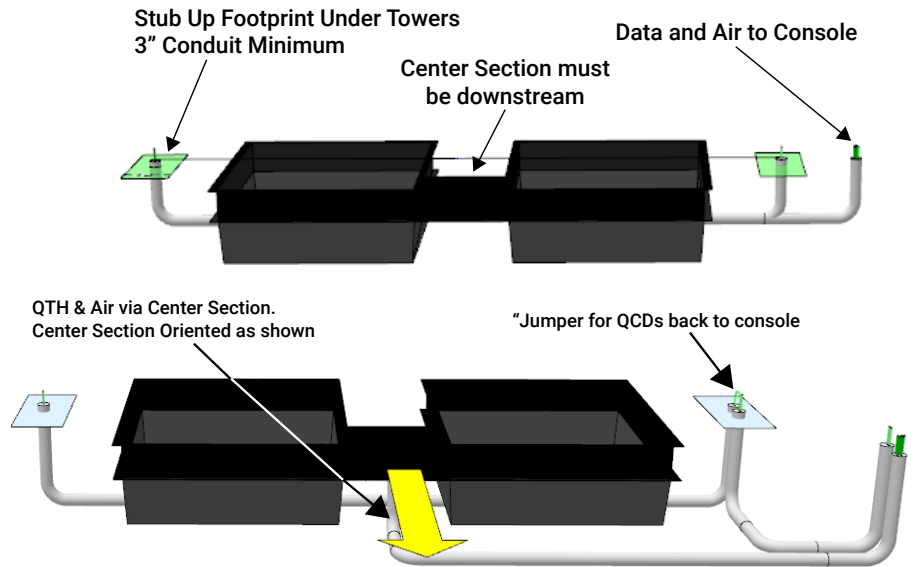 Stub Up Footprint Under Towers
3” Conduit Minimum
Data and Air to Console
Center Section must
be downstream
QTH & Air via Center Section.
Center Section Oriented as shown
“Jumper for QCDs back to console